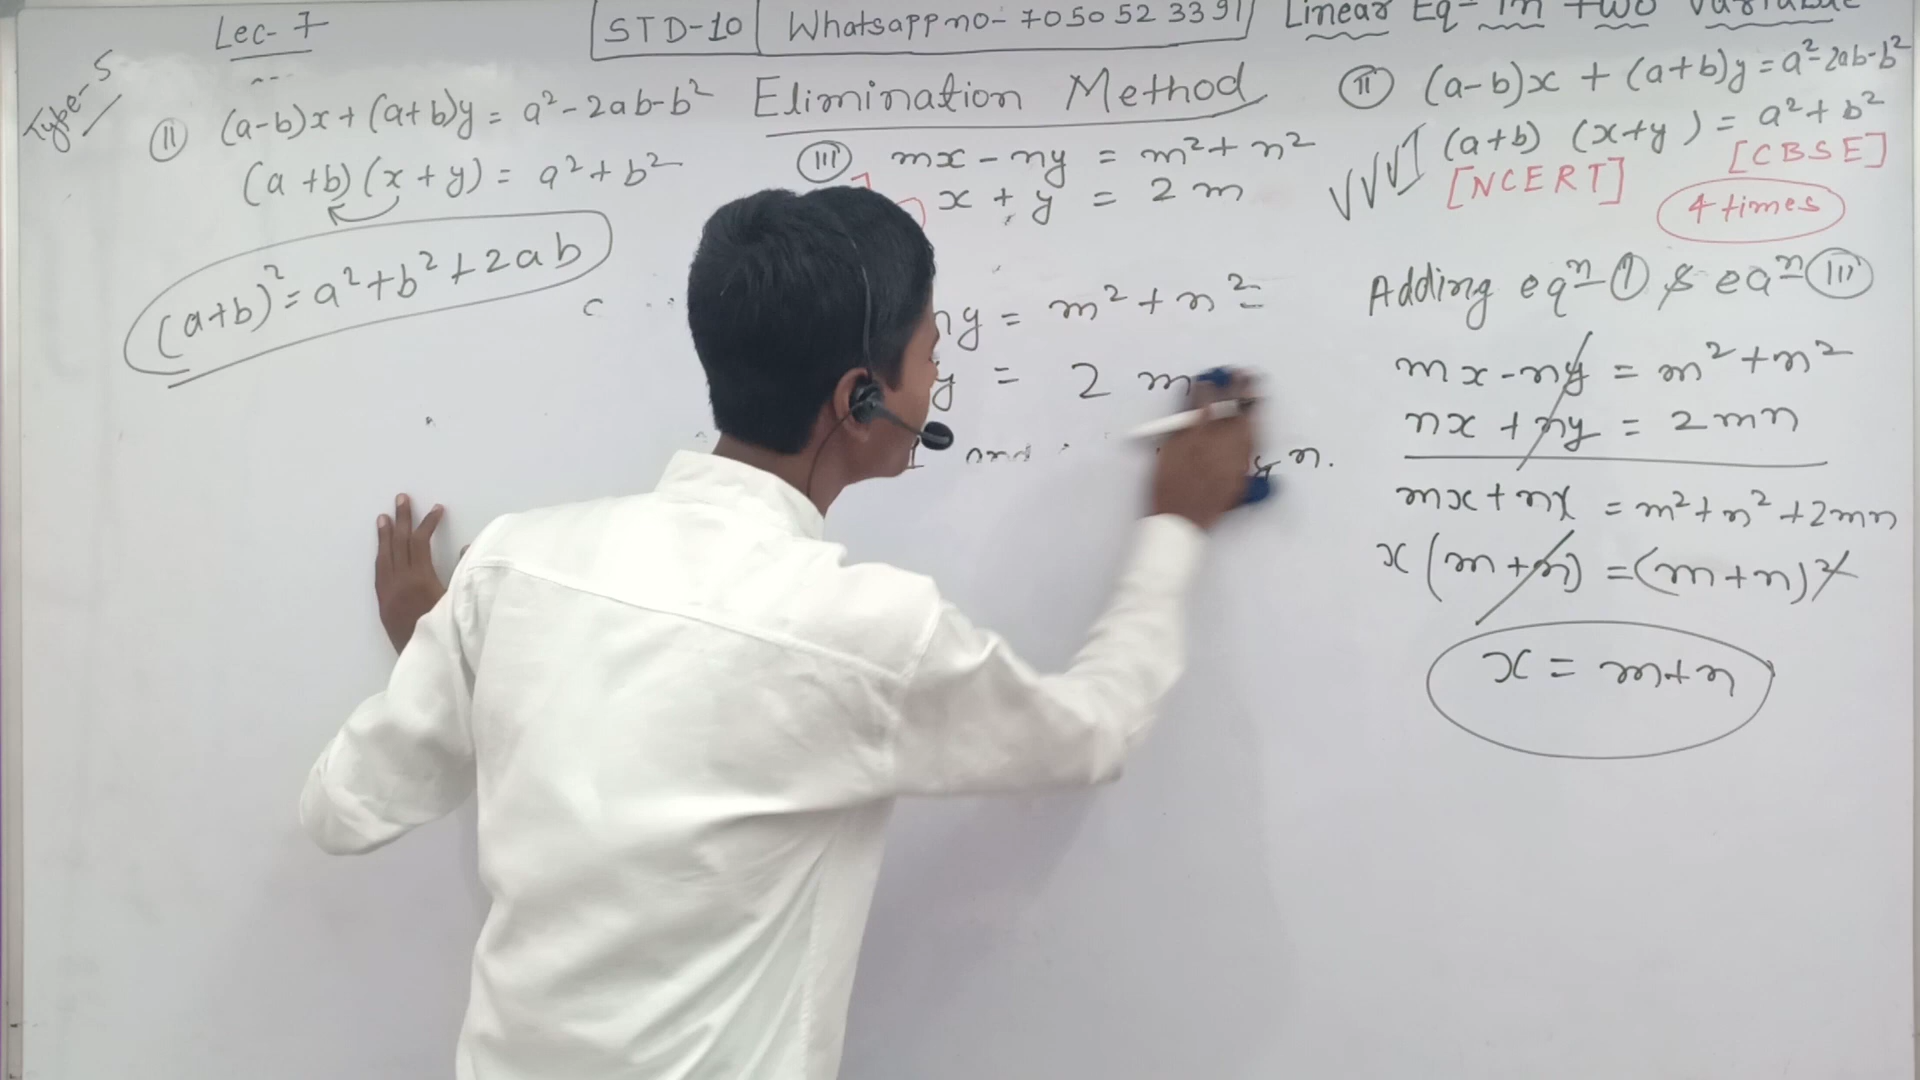 Lec- 7
STD-10 Whatsapp no- 7050523391 Linear Eqⁿ in two variable
Type-5
Elimination Method
(II) (a-b)x + (a+b)y = a²-2ab-b²
(a+b)(x+y) = a²+b²
(a+b)² = a²+b²+2ab
(III) mx - ny = m²+n²
x + y = 2m
ny = m²+n²
y = 2m
n.
(II) (a-b)x + (a+b)y = a²-2ab-b²
(a+b) (x+y) = a²+b²
[NCERT] [CBSE]
4 times
Adding eqⁿ (I) & eqⁿ (III)
mx - ny = m²+n²
nx + ny = 2mn
mx + nx = m²+n²+2mn
x(m+n) = (m+n)²
x = m+n